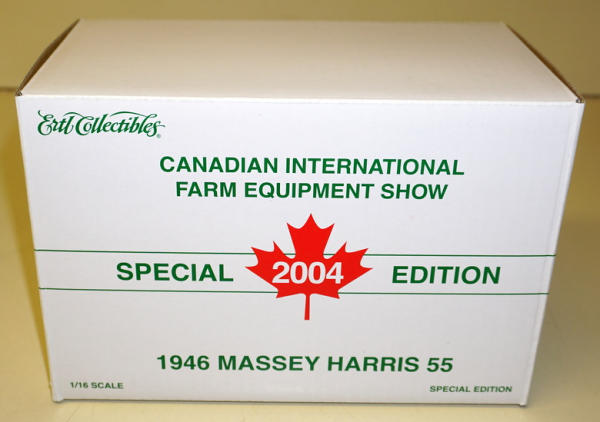 Ertl Collectibles
CANADIAN INTERNATIONAL
FARM EQUIPMENT SHOW
SPECIAL 2004 EDITION
1946 MASSEY HARRIS 55
1/16 SCALE SPECIAL EDITION